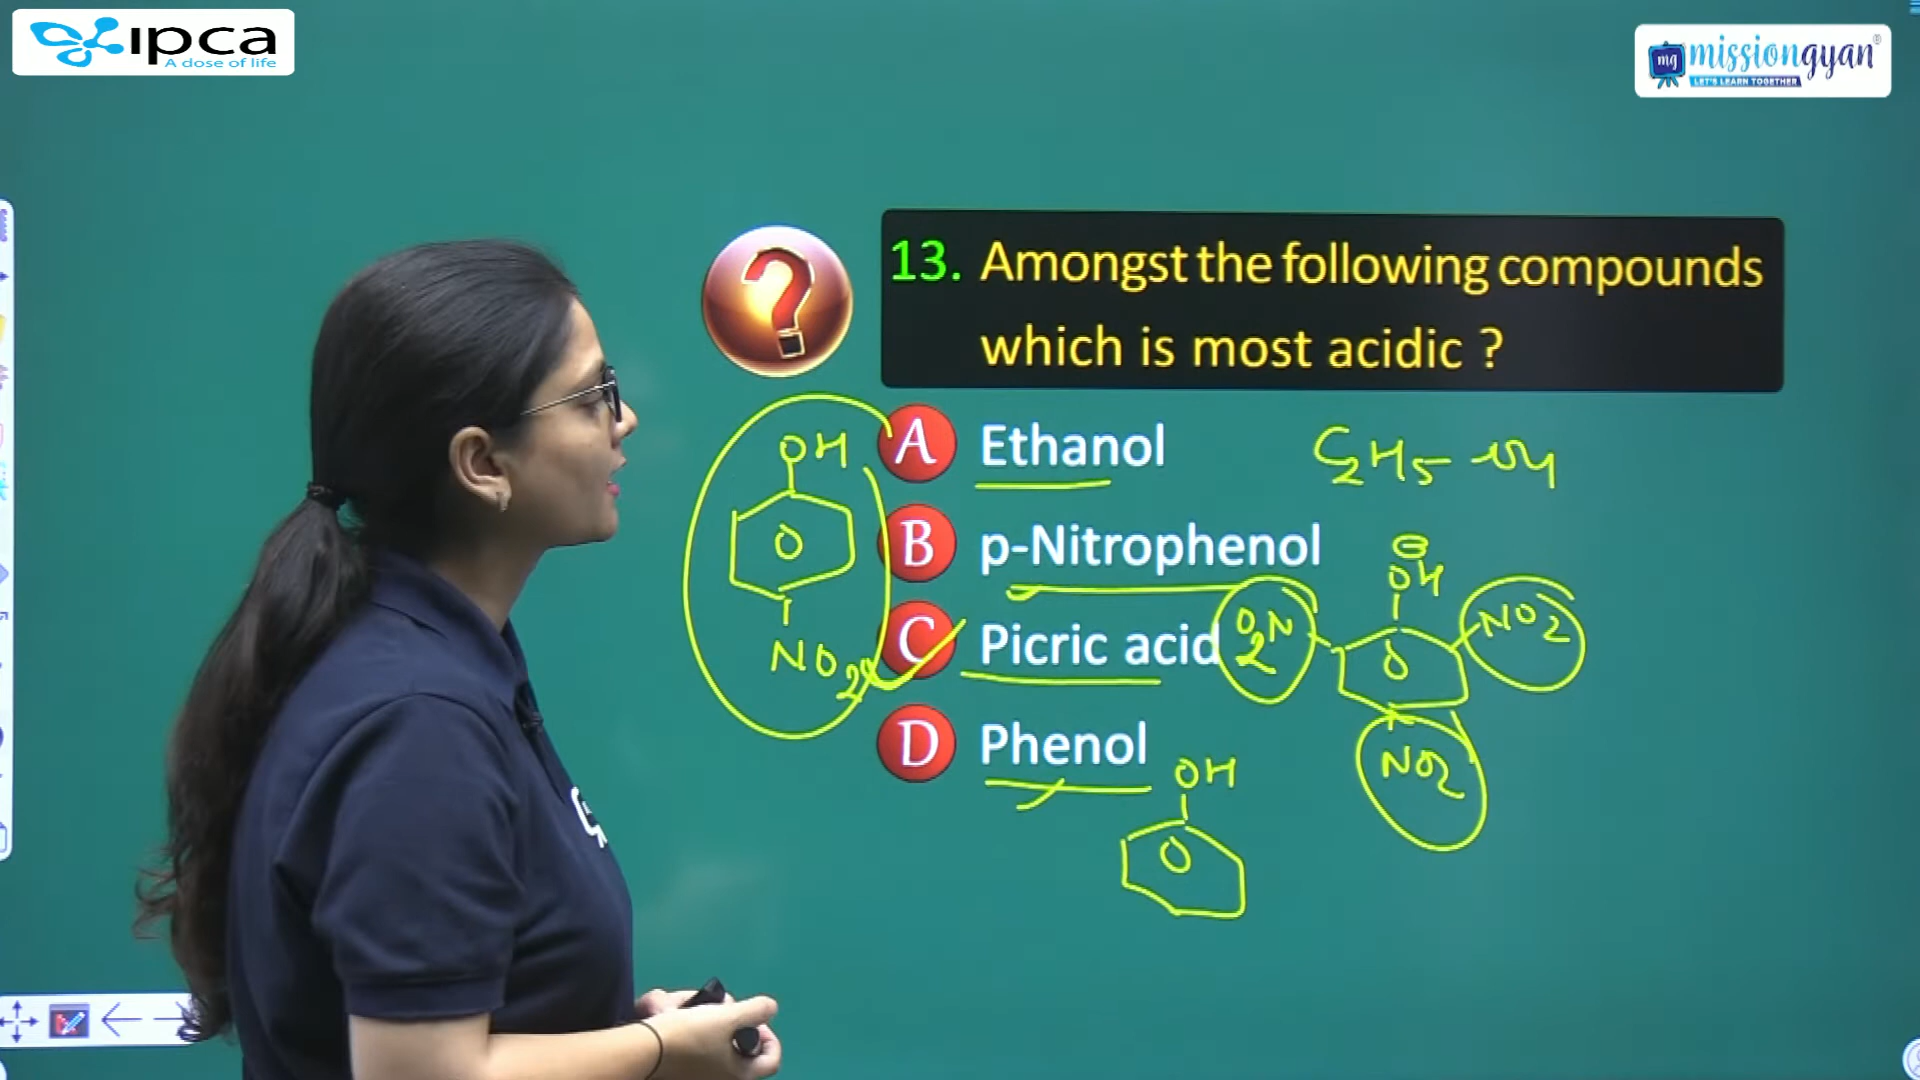 ipca
A dose of life
mg missiongyan®
LET'S LEARN TOGETHER
?
13. Amongst the following compounds
which is most acidic ?
A Ethanol
C2H5-OH
OH
NO2
B p-Nitrophenol
C Picric acid
OH
O2N
NO2
NO2
D Phenol
OH